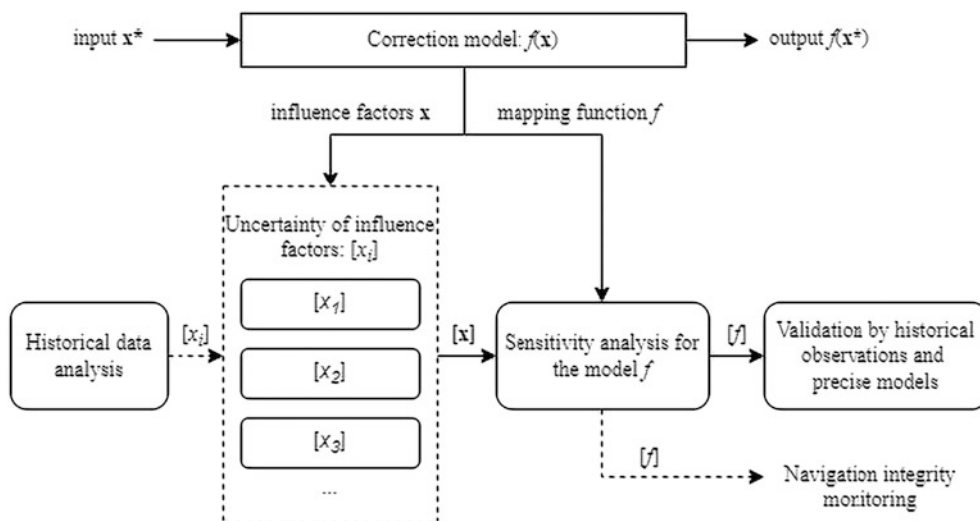 input x*
Correction model: f(x)
output f(x*)
influence factors x
mapping function f
Uncertainty of influence
factors: [xi]
[x1]
[x2]
[x3]
...
Historical data
analysis
[xi]
[x]
Sensitivity analysis for
the model f
[f]
Validation by historical
observations and
precise models
[f]
Navigation integrity
monitoring